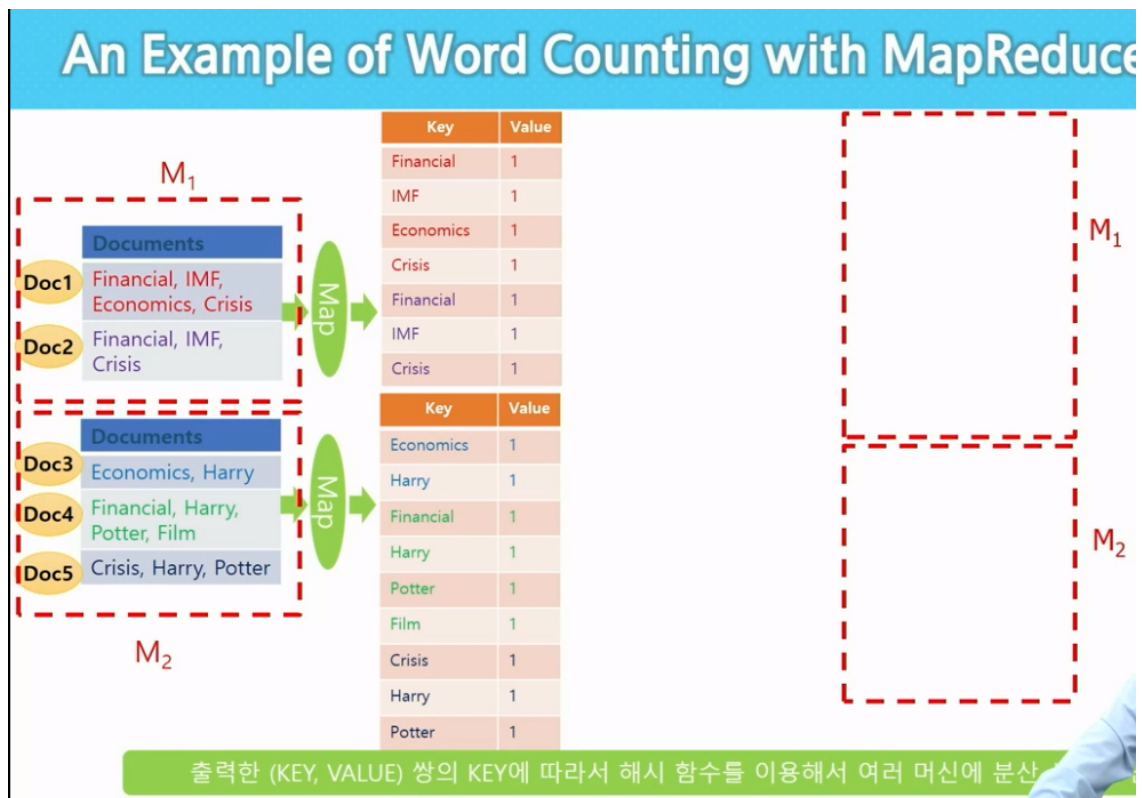 An Example of Word Counting with MapReduce
M1
Documents
Doc1
Financial, IMF,
Economics, Crisis
Doc2
Financial, IMF,
Crisis
Map
Key Value
Financial 1
IMF 1
Economics 1
Crisis 1
Financial 1
IMF 1
Crisis 1
Documents
Doc3
Economics, Harry
Doc4
Financial, Harry,
Potter, Film
Doc5
Crisis, Harry, Potter
M2
Map
Key Value
Economics 1
Harry 1
Financial 1
Harry 1
Potter 1
Film 1
Crisis 1
Harry 1
Potter 1
M1
M2
출력한 (KEY, VALUE) 쌍의 KEY에 따라서 해시 함수를 이용해서 여러 머신에 분산